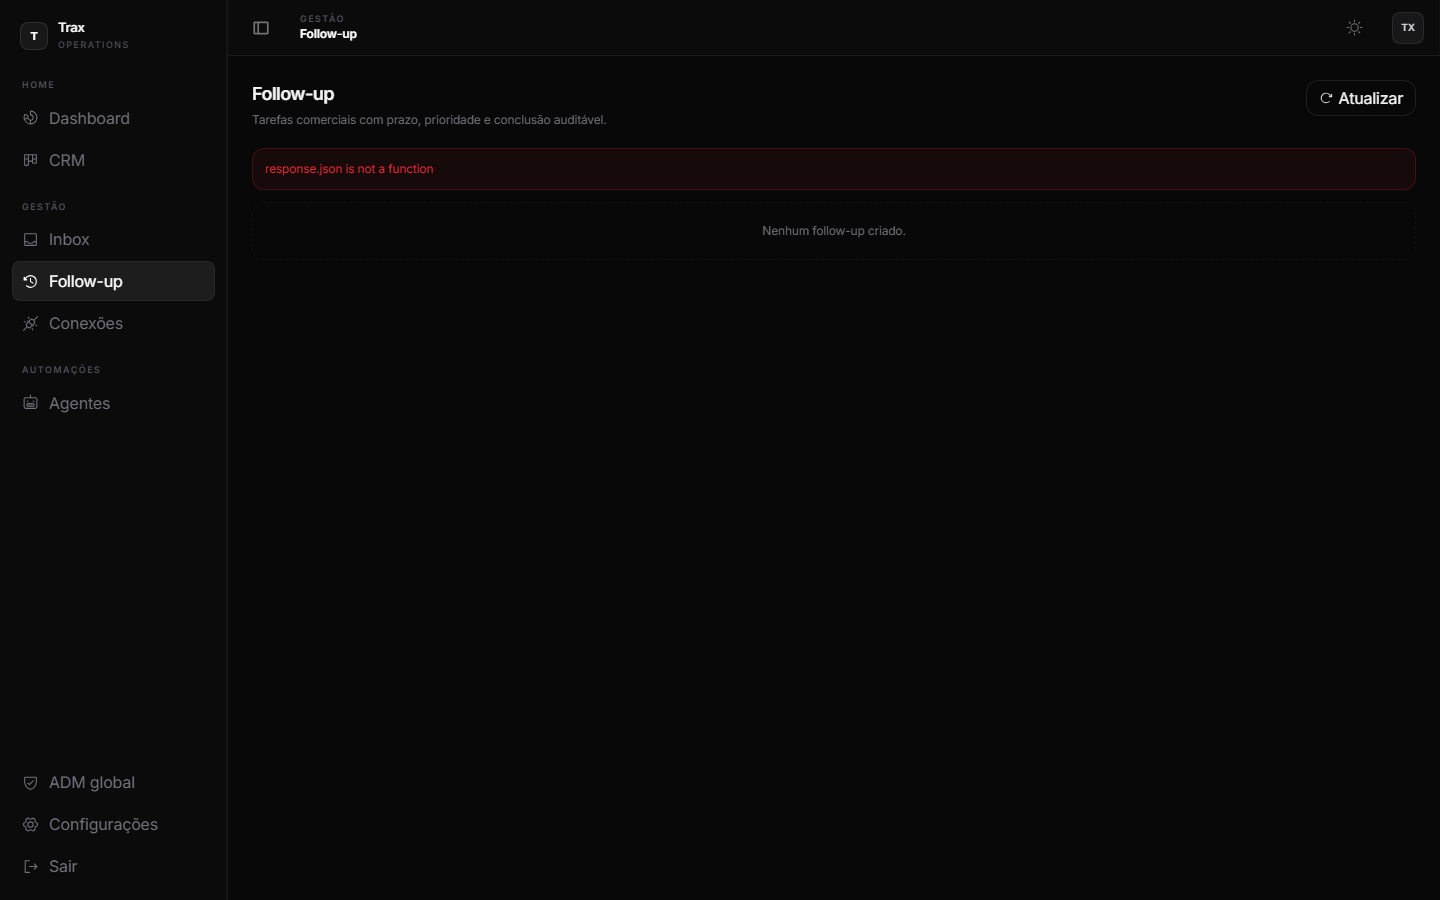 T
Trax
OPERATIONS
HOME
Dashboard
CRM
GESTÃO
Inbox
Follow-up
Conexões
AUTOMAÇÕES
Agentes
ADM global
Configurações
Sair
GESTÃO
Follow-up
TX
Follow-up
Tarefas comerciais com prazo, prioridade e conclusão auditável.
Atualizar
response.json is not a function
Nenhum follow-up criado.